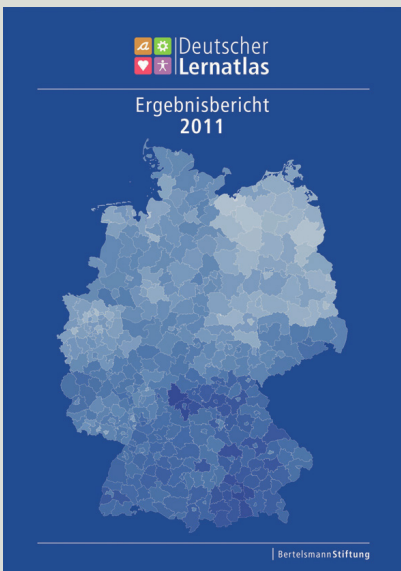 Deutscher
Lernatlas
Ergebnisbericht
2011
BertelsmannStiftung